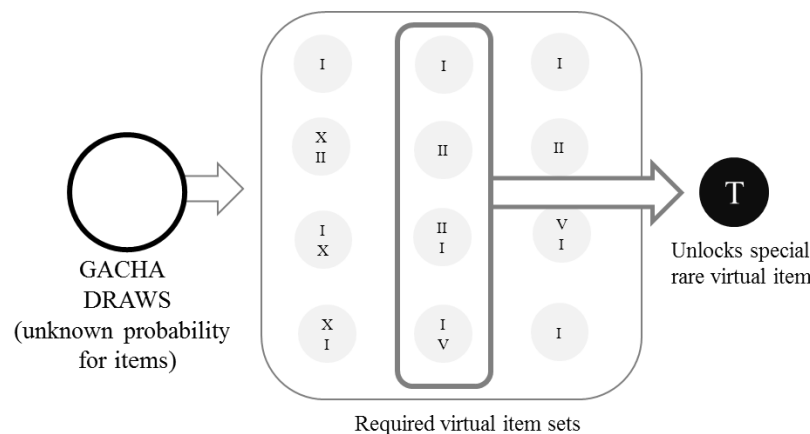 I
I
I
X
II
II
II
I
X
II
I
V
I
X
I
I
V
I
T
GACHA
DRAWS
(unknown probability
for items)
Unlocks special
rare virtual item
Required virtual item sets